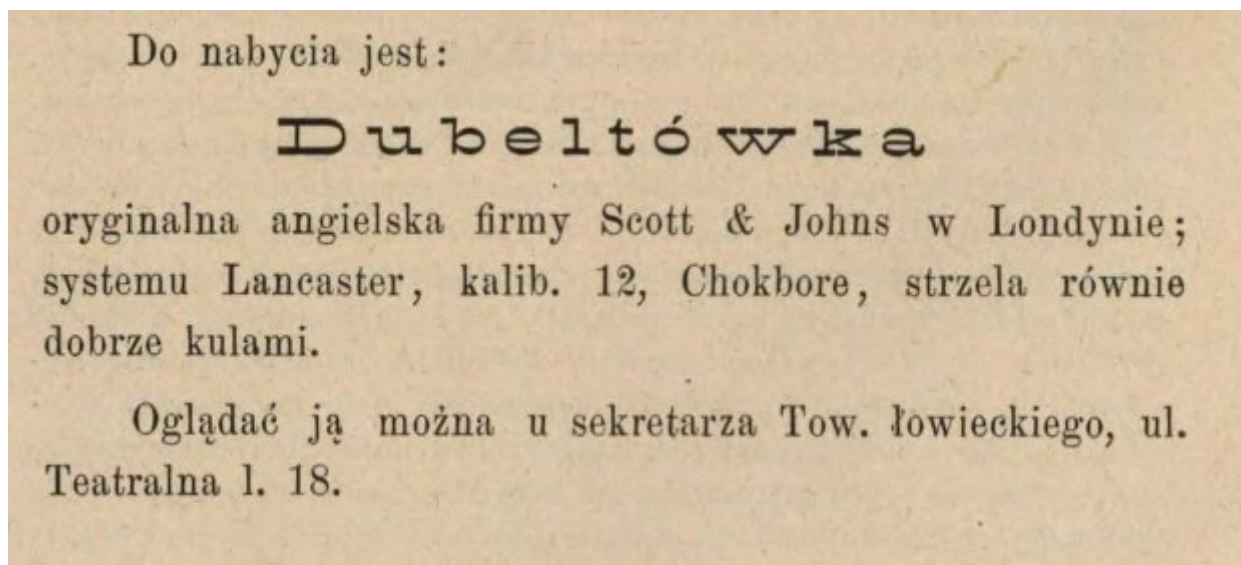 Do nabycia jest:
Dubeltówka
oryginalna angielska firmy Scott & Johns w Londynie;
systemu Lancaster, kalib. 12, Chokbore, strzela równie
dobrze kulami.
Oglądać ją można u sekretarza Tow. łowieckiego, ul.
Teatralna l. 18.